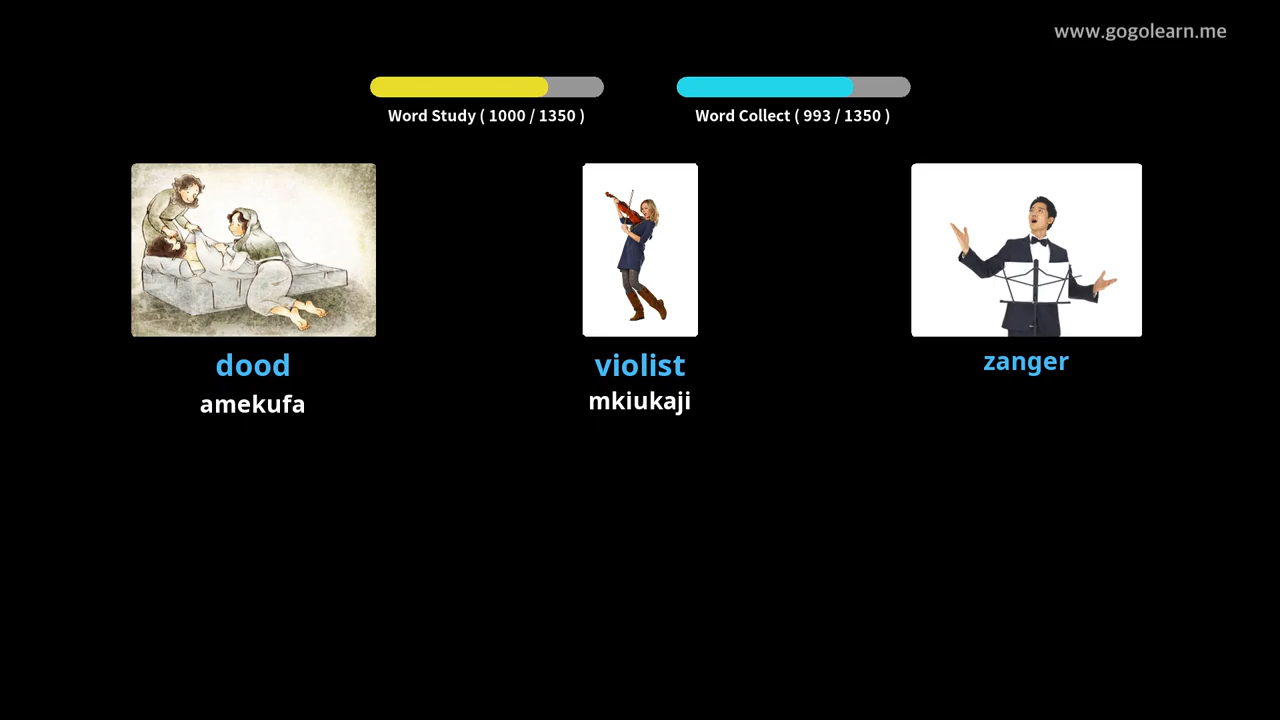 www.gogolearn.me
Word Study ( 1000 / 1350 )
Word Collect ( 993 / 1350 )
dood
amekufa
violist
mkiukaji
zanger